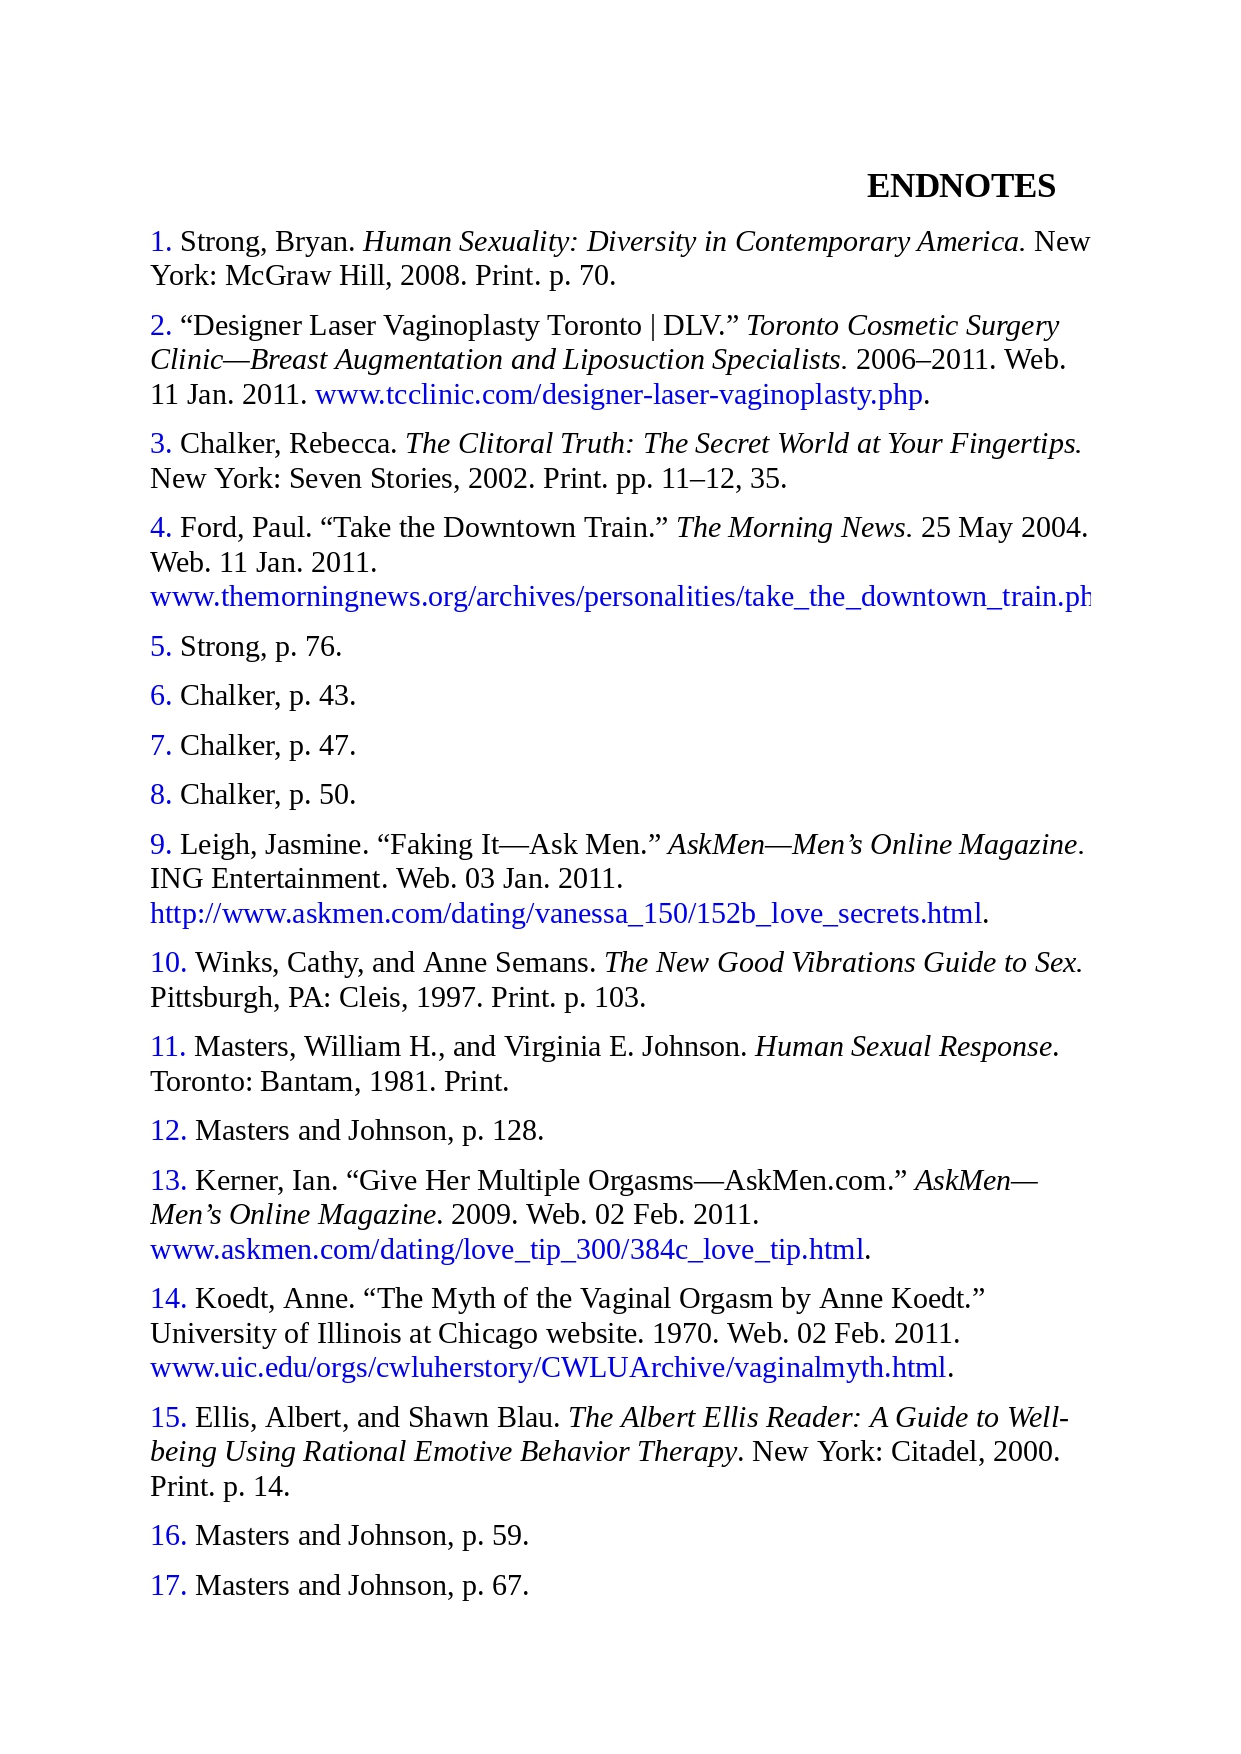 ENDNOTES
1. Strong, Bryan. Human Sexuality: Diversity in Contemporary America. New
York: McGraw Hill, 2008. Print. p. 70.
2. “Designer Laser Vaginoplasty Toronto | DLV.” Toronto Cosmetic Surgery
Clinic—Breast Augmentation and Liposuction Specialists. 2006–2011. Web.
11 Jan. 2011. www.tcclinic.com/designer-laser-vaginoplasty.php.
3. Chalker, Rebecca. The Clitoral Truth: The Secret World at Your Fingertips.
New York: Seven Stories, 2002. Print. pp. 11–12, 35.
4. Ford, Paul. “Take the Downtown Train.” The Morning News. 25 May 2004.
Web. 11 Jan. 2011.
www.themorningnews.org/archives/personalities/take_the_downtown_train.ph
5. Strong, p. 76.
6. Chalker, p. 43.
7. Chalker, p. 47.
8. Chalker, p. 50.
9. Leigh, Jasmine. “Faking It—Ask Men.” AskMen—Men’s Online Magazine.
ING Entertainment. Web. 03 Jan. 2011.
http://www.askmen.com/dating/vanessa_150/152b_love_secrets.html.
10. Winks, Cathy, and Anne Semans. The New Good Vibrations Guide to Sex.
Pittsburgh, PA: Cleis, 1997. Print. p. 103.
11. Masters, William H., and Virginia E. Johnson. Human Sexual Response.
Toronto: Bantam, 1981. Print.
12. Masters and Johnson, p. 128.
13. Kerner, Ian. “Give Her Multiple Orgasms—AskMen.com.” AskMen—
Men’s Online Magazine. 2009. Web. 02 Feb. 2011.
www.askmen.com/dating/love_tip_300/384c_love_tip.html.
14. Koedt, Anne. “The Myth of the Vaginal Orgasm by Anne Koedt.”
University of Illinois at Chicago website. 1970. Web. 02 Feb. 2011.
www.uic.edu/orgs/cwluherstory/CWLUArchive/vaginalmyth.html.
15. Ellis, Albert, and Shawn Blau. The Albert Ellis Reader: A Guide to Well-
being Using Rational Emotive Behavior Therapy. New York: Citadel, 2000.
Print. p. 14.
16. Masters and Johnson, p. 59.
17. Masters and Johnson, p. 67.